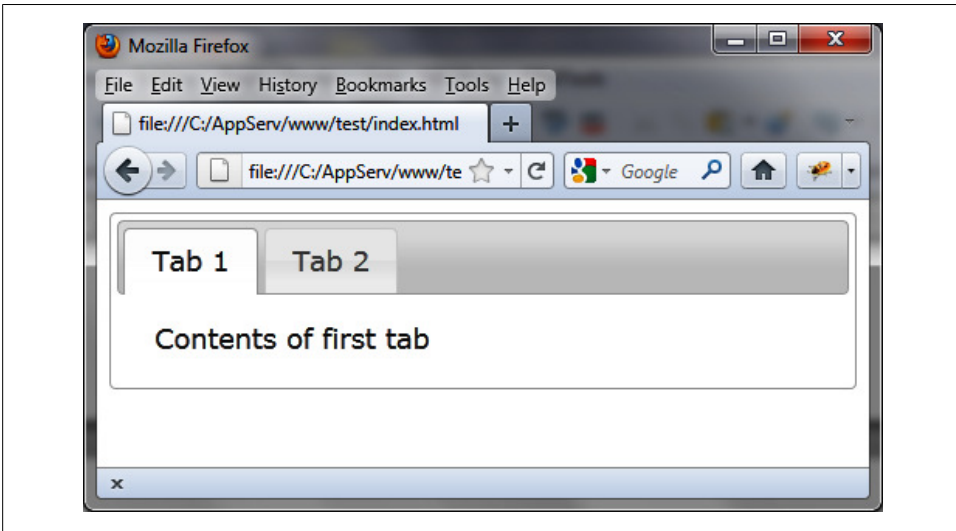 Mozilla Firefox
File Edit View History Bookmarks Tools Help
file:///C:/AppServ/www/test/index.html
file:///C:/AppServ/www/te
Google
Tab 1 Tab 2
Contents of first tab